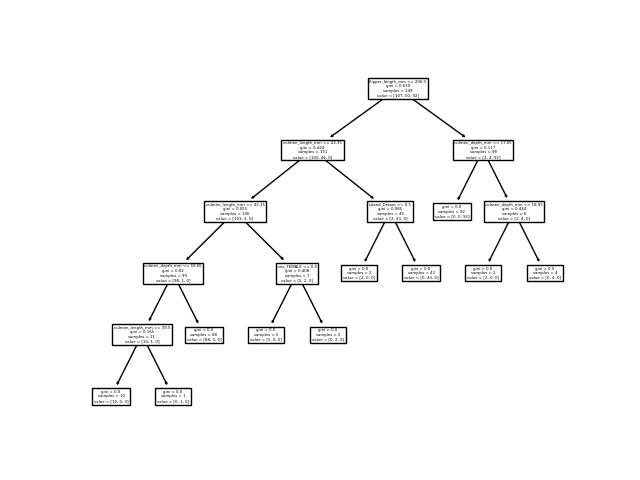 flipper_length_mm <= 206.0
gini = 0.639
samples = 249
value = [107, 50, 92]
culmen_length_mm <= 43.35
gini = 0.424
samples = 151
value = [105, 46, 0]
culmen_depth_mm <= 17.65
gini = 0.117
samples = 98
value = [2, 4, 92]
culmen_length_mm <= 42.35
gini = 0.055
samples = 106
value = [103, 3, 0]
island_Dream <= 0.5
gini = 0.085
samples = 45
value = [2, 43, 0]
gini = 0.0
samples = 92
value = [0, 0, 92]
culmen_depth_mm <= 18.95
gini = 0.444
samples = 6
value = [2, 4, 0]
culmen_depth_mm <=
gini = 0.02
samples = 99
value = [98, 1, 0]
sex_FEMALE <= 0.5
gini = 0.408
samples = 7
value = [5, 2, 0]
gini = 0.0
samples = 2
value = [2, 0, 0]
gini = 0.0
samples = 43
value = [0, 43, 0]
gini = 0.0
samples = 2
value = [2, 0, 0]
gini = 0.0
samples = 4
value = [0, 4, 0]
culmen_length_mm <= 39.5
gini = 0.165
samples = 11
value = [10, 1, 0]
gini = 0.0
samples = 88
value = [88, 0, 0]
gini = 0.0
samples = 5
value = [5, 0, 0]
gini = 0.0
samples = 2
value = [0, 2, 0]
gini = 0.0
samples = 10
value = [10, 0, 0]
gini = 0.0
samples = 1
value = [0, 1, 0]